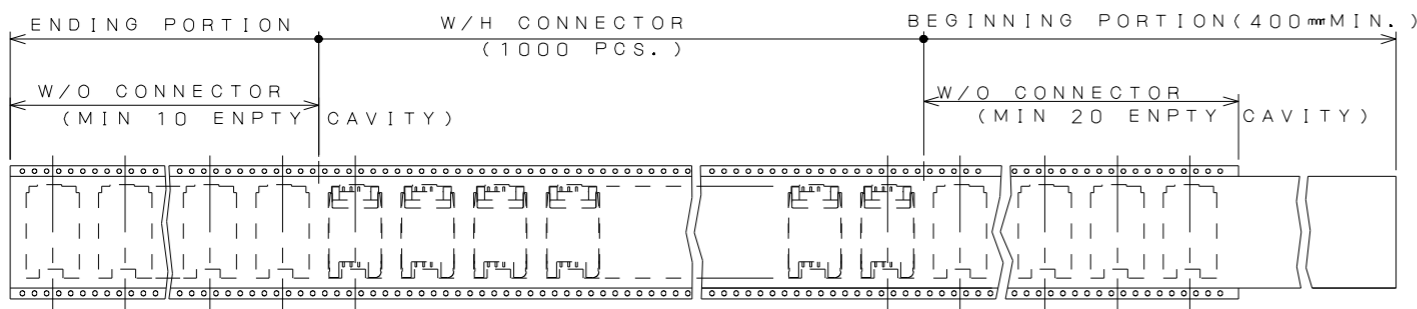 ENDING PORTION
W/H CONNECTOR
(1000 PCS.)
BEGINNING PORTION(400mmMIN.)
W/O CONNECTOR
(MIN 10 ENPTY CAVITY)
W/O CONNECTOR
(MIN 20 ENPTY CAVITY)